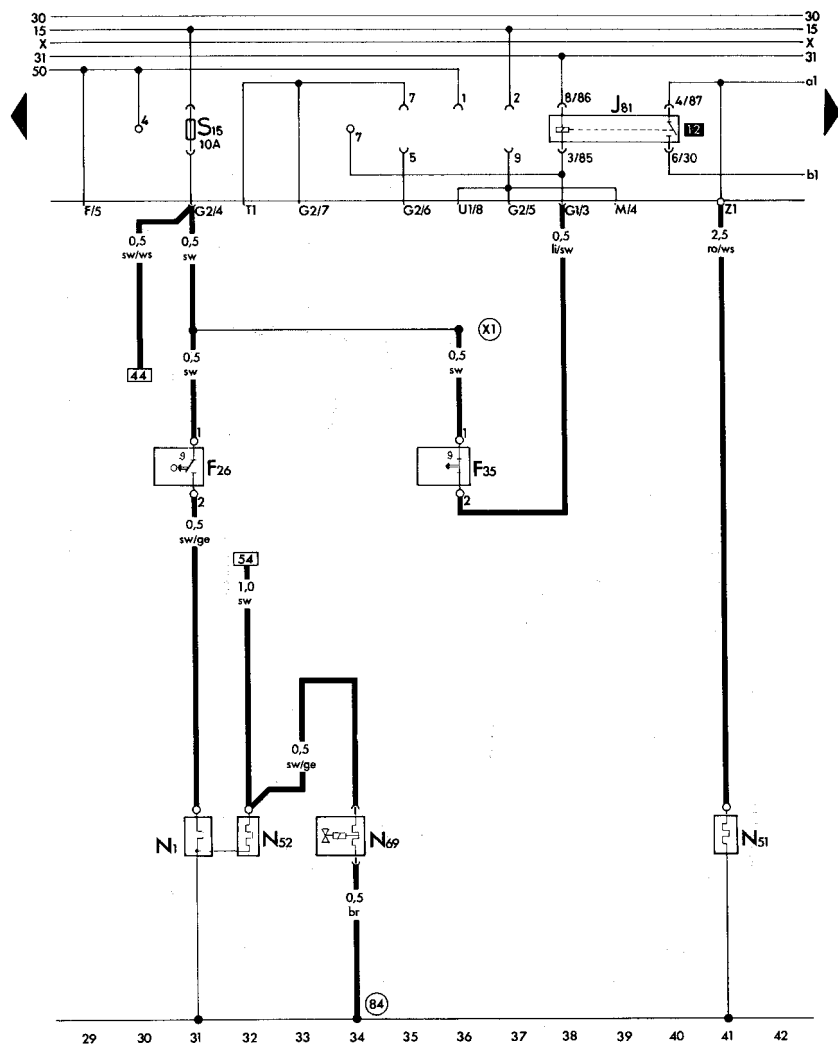 30 30
15 15
X X
31 31
50
a1
7 1 2 8/86 J81 4/87
4 S15 7 12
10A
5 9 3/85 6/30
b1
F/5 G2/4 T1 G2/7 G2/6 U1/8 G2/5 G1/3 M/4 Z1
0,5 0,5 0,5 2,5
sw/ws sw li/sw ro/ws
X1
0,5 0,5
sw sw
44
1 1
9 F26 9 F35
2 2
0,5
sw/ge
54
1,0
sw
0,5
sw/ge
N1 N52 N69 N51
0,5
br
84
29 30 31 32 33 34 35 36 37 38 39 40 41 42